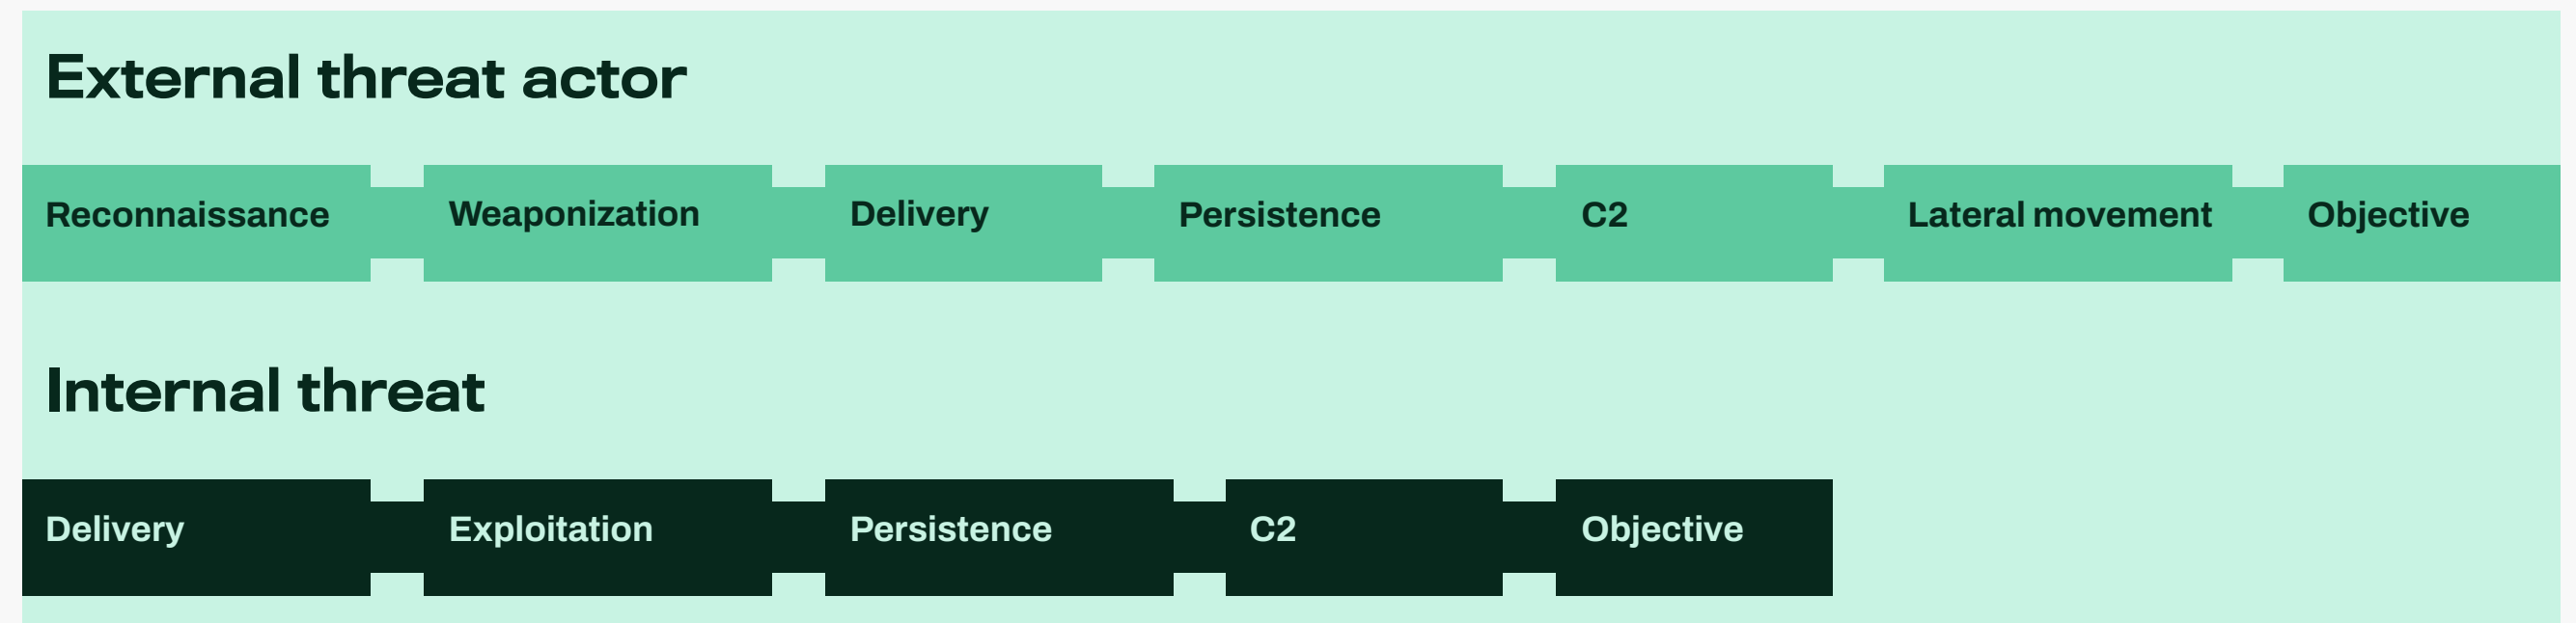 External threat actor
Reconnaissance Weaponization Delivery Persistence C2 Lateral movement Objective
Internal threat
Delivery Exploitation Persistence C2 Objective